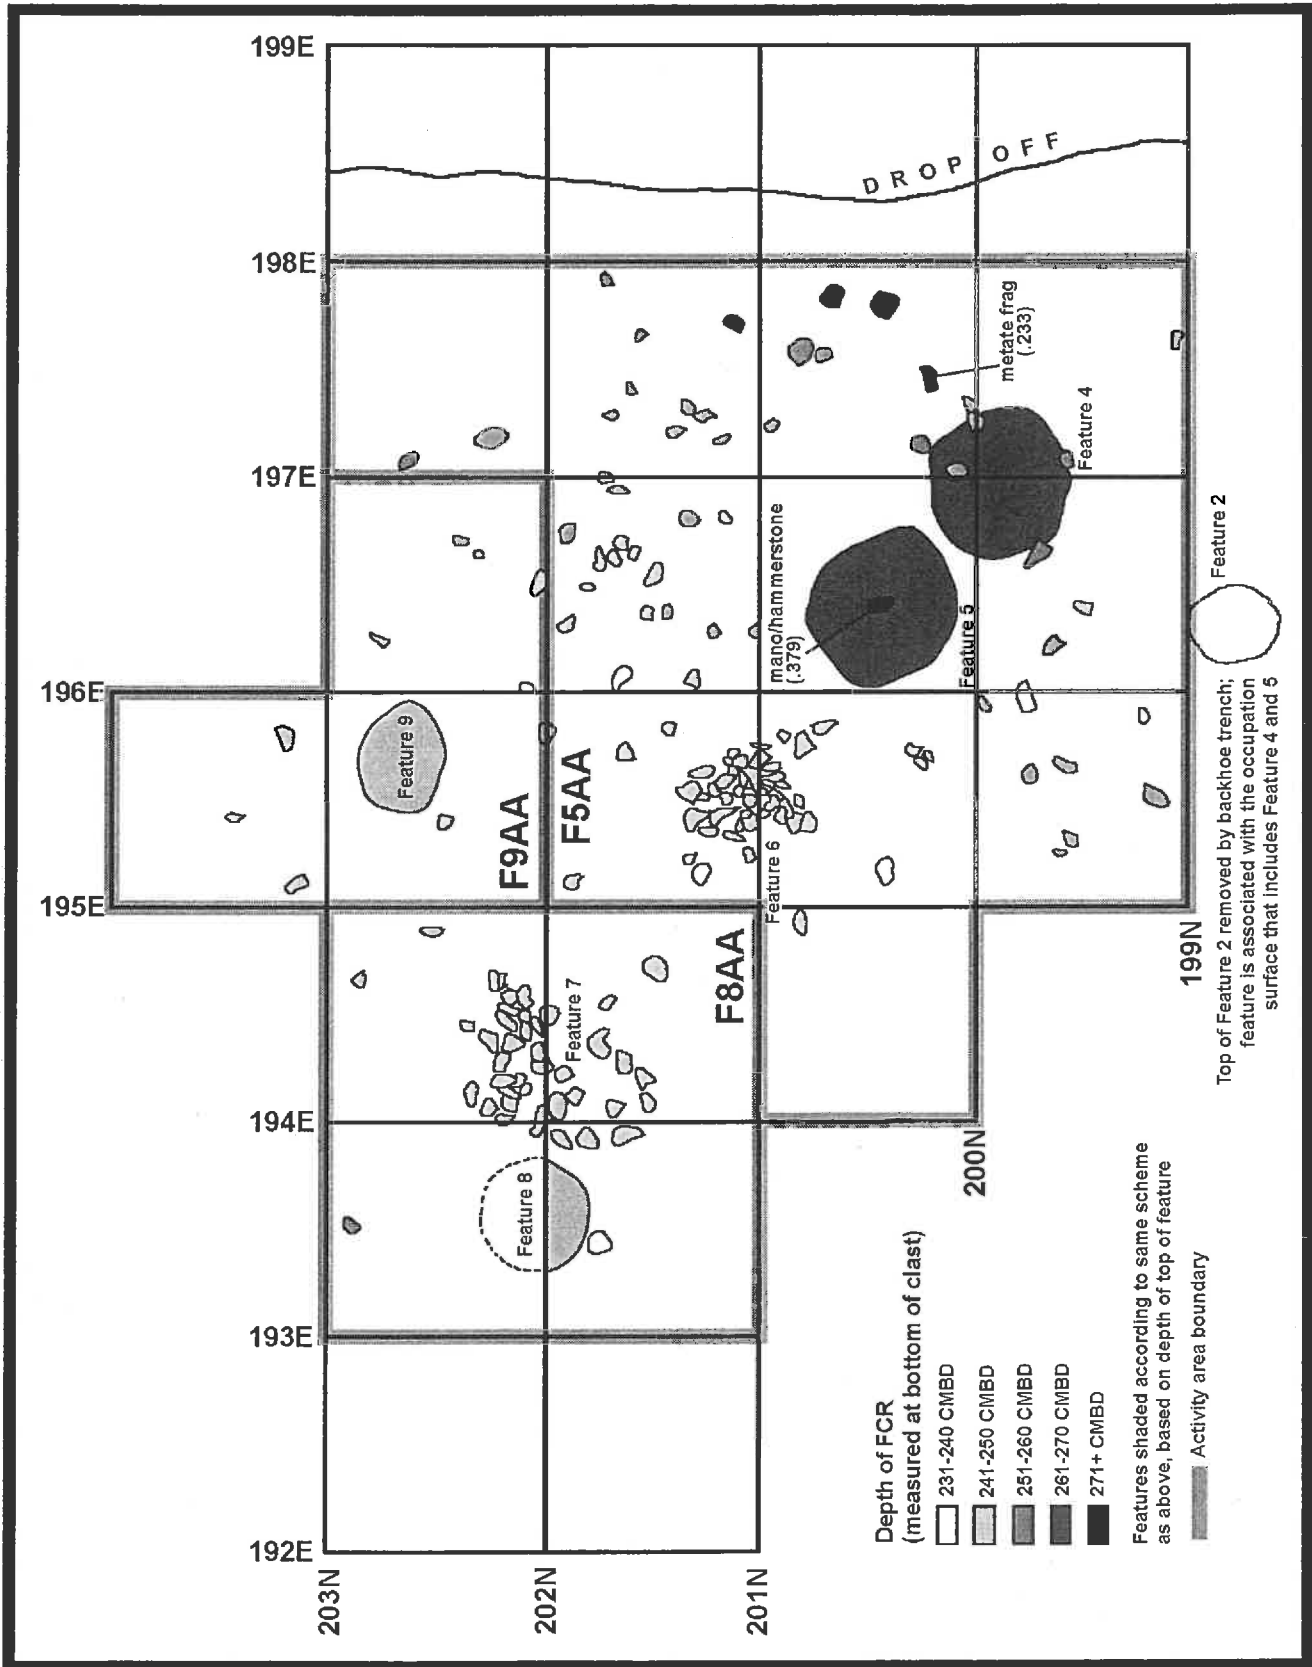 199E
198E
197E
196E
195E
194E
193E
192E
203N
202N
201N
200N
199N
DROP OFF
metate frag
(.233)
Feature 4
mano/hammerstone
(.379)
Feature 5
Feature 2
Feature 9
F9AA
F5AA
Feature 6
F8AA
Feature 7
Feature 8
Top of Feature 2 removed by backhoe trench;
feature is associated with the occupation
surface that includes Feature 4 and 5
Depth of FCR
(measured at bottom of clast)
231-240 CMBD
241-250 CMBD
251-260 CMBD
261-270 CMBD
271+ CMBD
Features shaded according to same scheme
as above, based on depth of top of feature
Activity area boundary